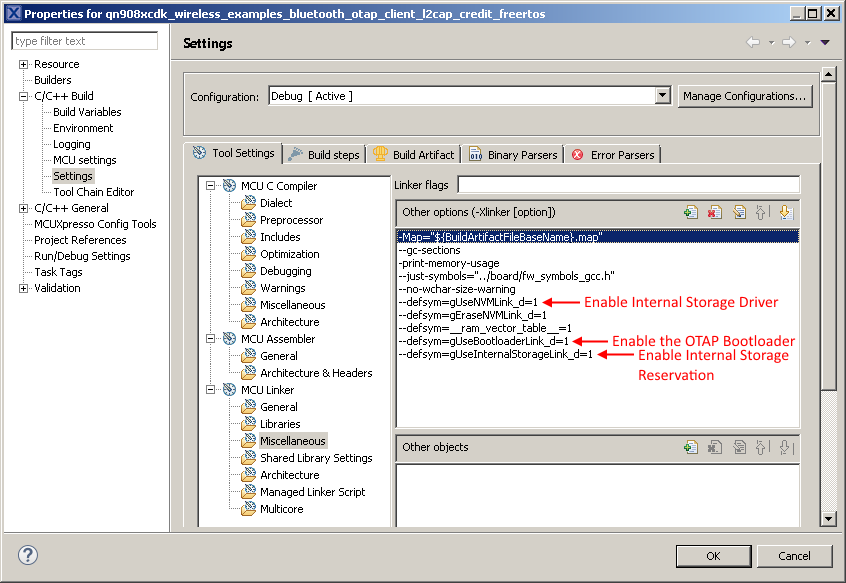 Properties for qn908xcdk_wireless_examples_bluetooth_otap_client_l2cap_credit_freertos
type filter text
Resource
Builders
C/C++ Build
Build Variables
Environment
Logging
MCU settings
Settings
Tool Chain Editor
C/C++ General
MCUXpresso Config Tools
Project References
Run/Debug Settings
Task Tags
Validation
Settings
Configuration:
Debug [ Active ]
Manage Configurations...
Tool Settings
Build steps
Build Artifact
Binary Parsers
Error Parsers
MCU C Compiler
Dialect
Preprocessor
Includes
Optimization
Debugging
Warnings
Miscellaneous
Architecture
MCU Assembler
General
Architecture & Headers
MCU Linker
General
Libraries
Miscellaneous
Shared Library Settings
Architecture
Managed Linker Script
Multicore
Linker flags
Other options (-Xlinker [option])
-Map="${BuildArtifactFileBaseName}.map"
--gc-sections
-print-memory-usage
--just-symbols="../board/fw_symbols_gcc.h"
--no-wchar-size-warning
--defsym=gUseNVMLink_d=1
Enable Internal Storage Driver
--defsym=gEraseNVMLink_d=1
--defsym=__ram_vector_table__=1
--defsym=gUseBootloaderLink_d=1
Enable the OTAP Bootloader
--defsym=gUseInternalStorageLink_d=1
Enable Internal Storage
Reservation
Other objects
OK
Cancel